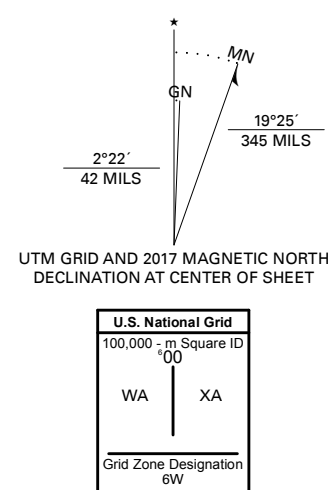 ★
MN
GN
19°25´
345 MILS
2°22´
42 MILS
UTM GRID AND 2017 MAGNETIC NORTH
DECLINATION AT CENTER OF SHEET
U.S. National Grid
100,000 - m Square ID
⁶00
WA XA
Grid Zone Designation
6W